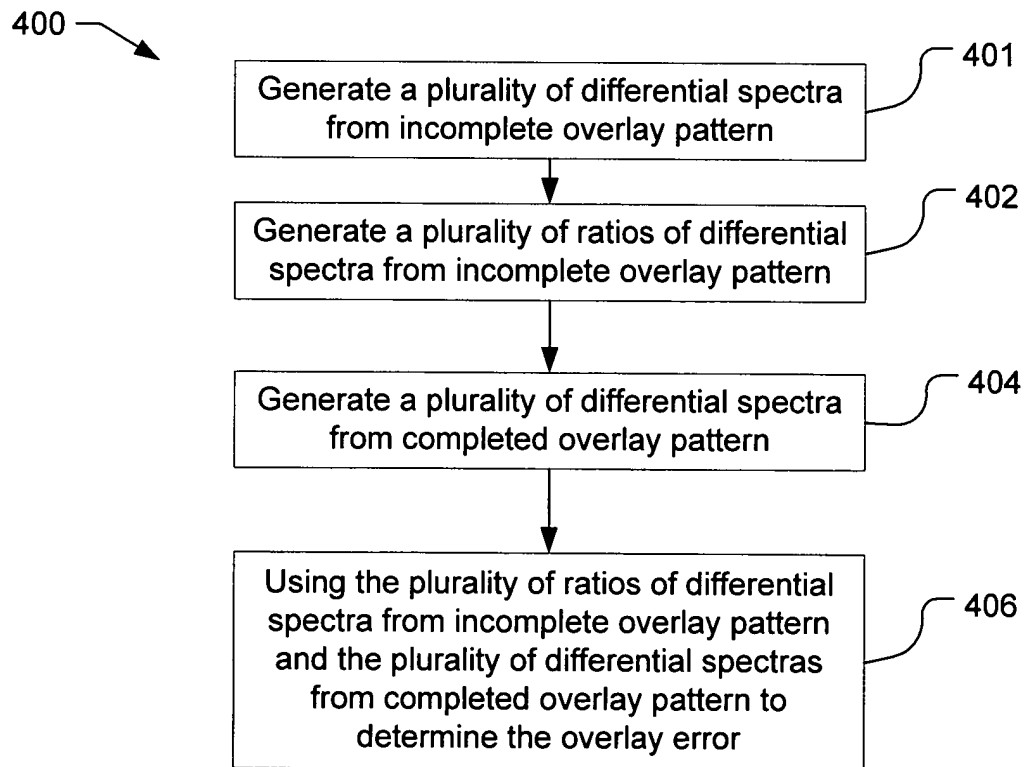 400
401
Generate a plurality of differential spectra
from incomplete overlay pattern
402
Generate a plurality of ratios of differential
spectra from incomplete overlay pattern
404
Generate a plurality of differential spectra
from completed overlay pattern
Using the plurality of ratios of differential
spectra from incomplete overlay pattern
and the plurality of differential spectras
from completed overlay pattern to
determine the overlay error
406